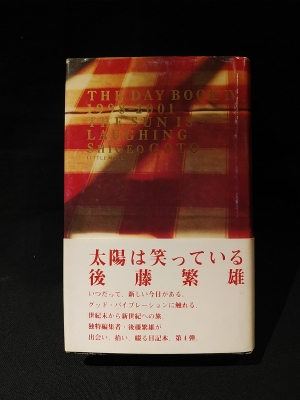 THE DAY BOOK IV
1998-2001
THE SUN IS
LAUGHING
SHIGEO GOTO
太陽は笑っている
後藤繁雄
いつだって、新しい今日がある。
グッド・バイブレーションに触れる、
世紀末から新世紀への旅。
独特編集者・後藤繁雄が
出会い、拾い、綴る日記本、第4弾。